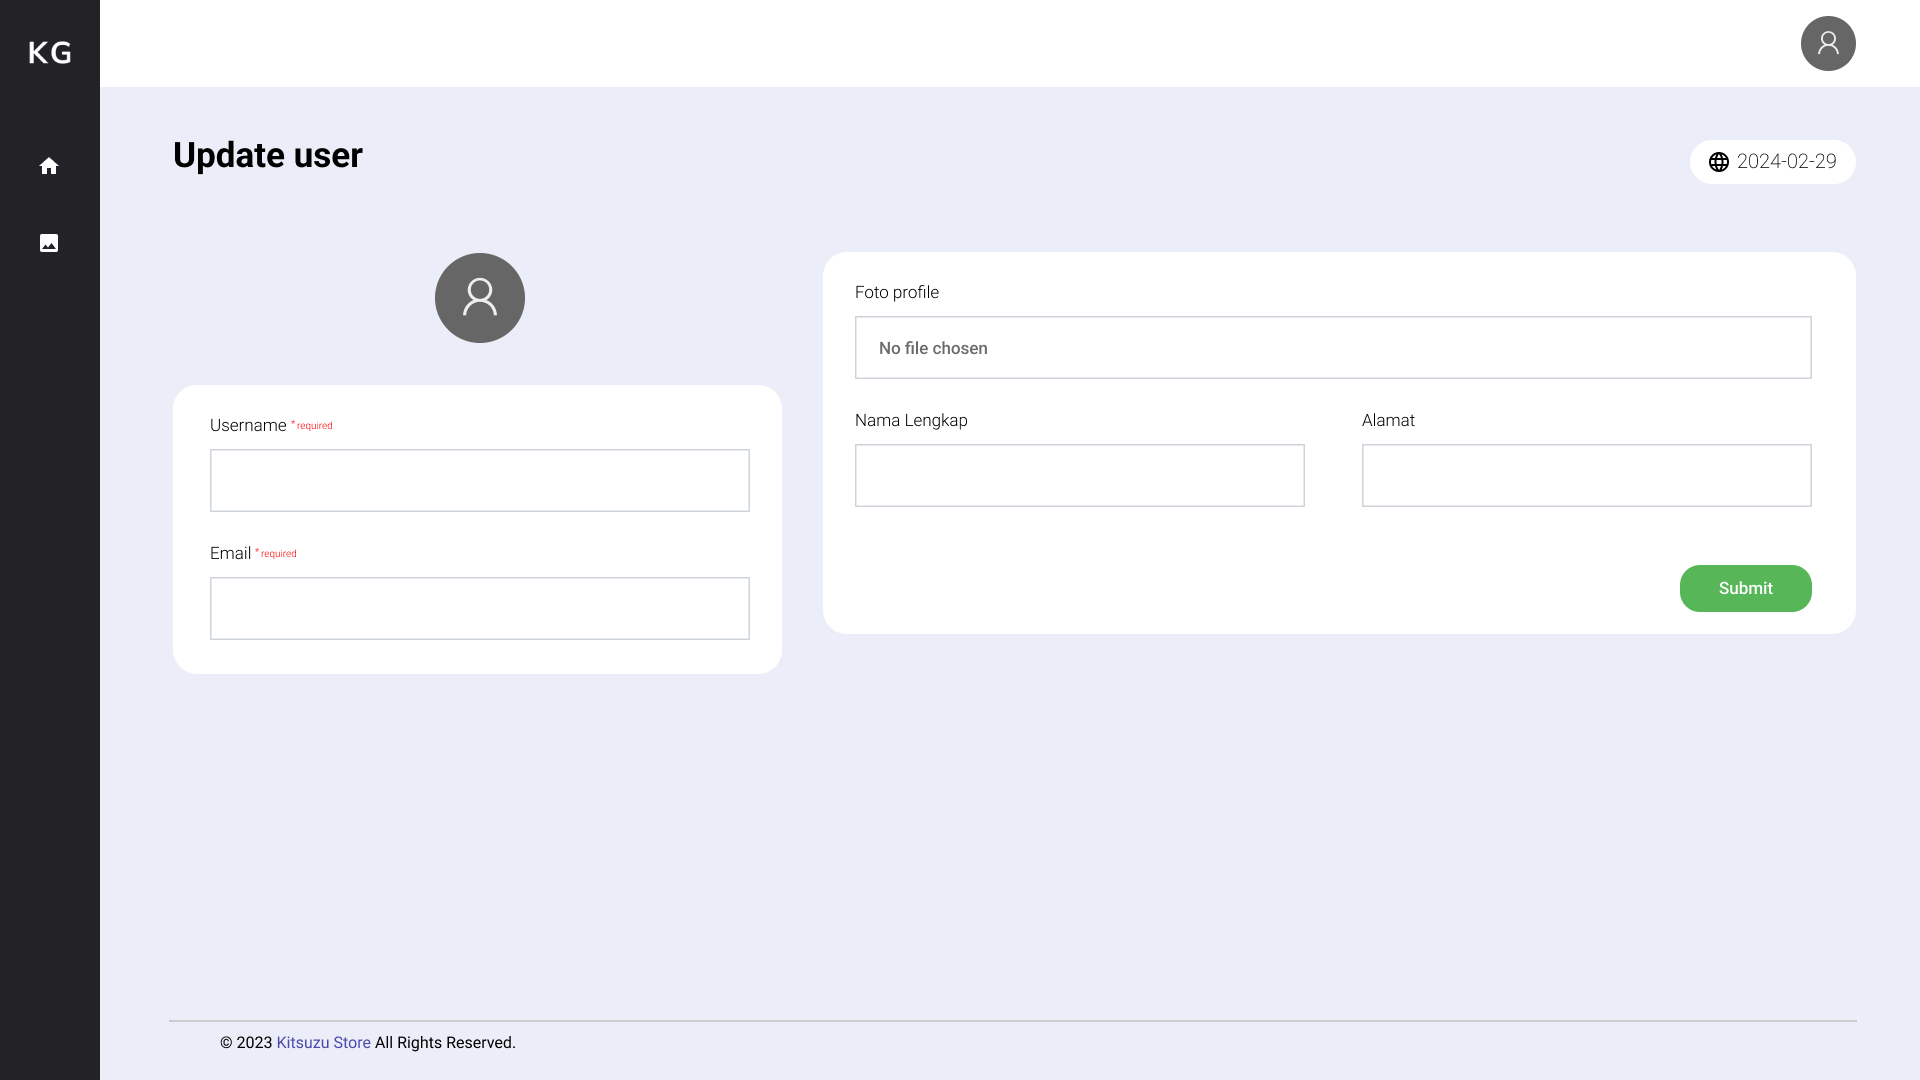 KG
Update user
2024-02-29
Username *required
Email *required
Foto profile
No file chosen
Nama Lengkap
Alamat
Submit
© 2023 Kitsuzu Store All Rights Reserved.